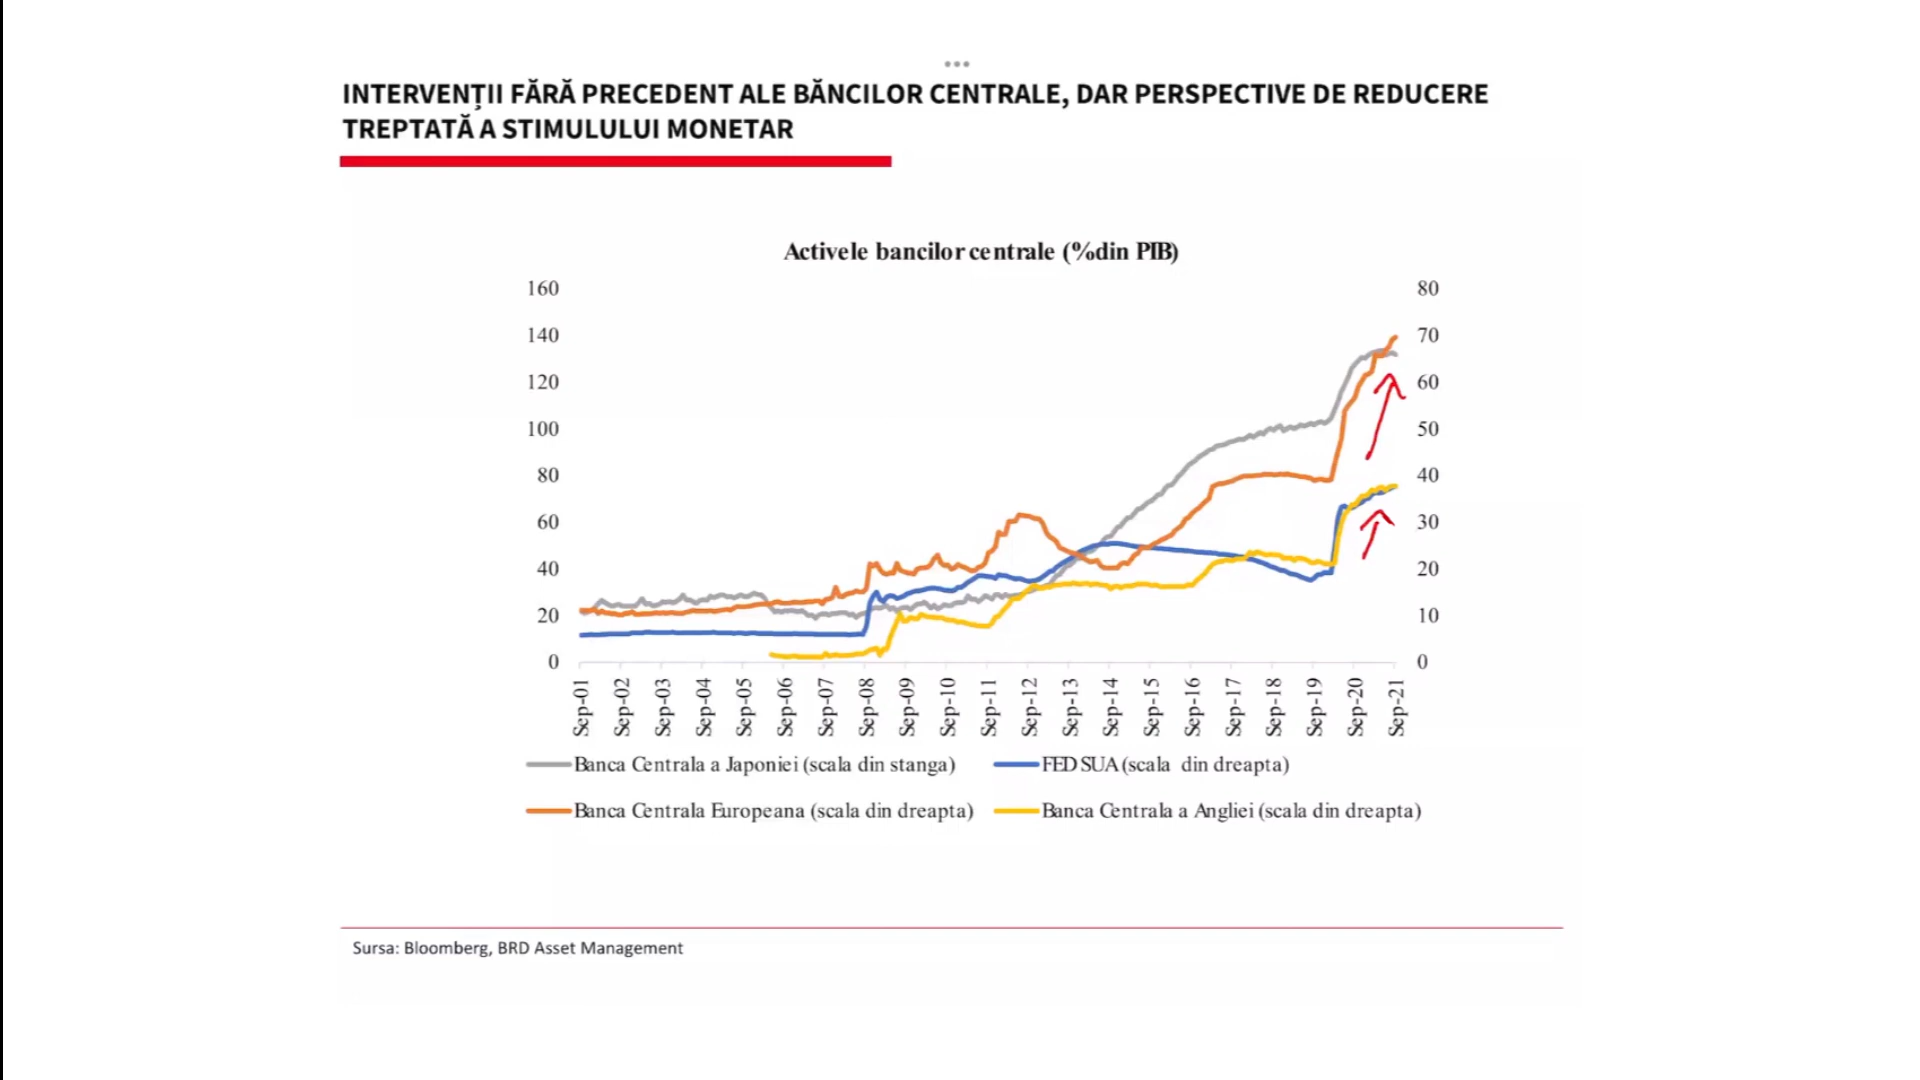 INTERVENȚII FĂRĂ PRECEDENT ALE BĂNCILOR CENTRALE, DAR PERSPECTIVE DE REDUCERE
TREPTATĂ A STIMULULUI MONETAR
Activele bancilor centrale (%din PIB)
160
140
120
100
80
60
40
20
0
80
70
60
50
40
30
20
10
0
Sep-01
Sep-02
Sep-03
Sep-04
Sep-05
Sep-06
Sep-07
Sep-08
Sep-09
Sep-10
Sep-11
Sep-12
Sep-13
Sep-14
Sep-15
Sep-16
Sep-17
Sep-18
Sep-19
Sep-20
Sep-21
Banca Centrala a Japoniei (scala din stanga)
FED SUA (scala din dreapta)
Banca Centrala Europeana (scala din dreapta)
Banca Centrala a Angliei (scala din dreapta)
Sursa: Bloomberg, BRD Asset Management